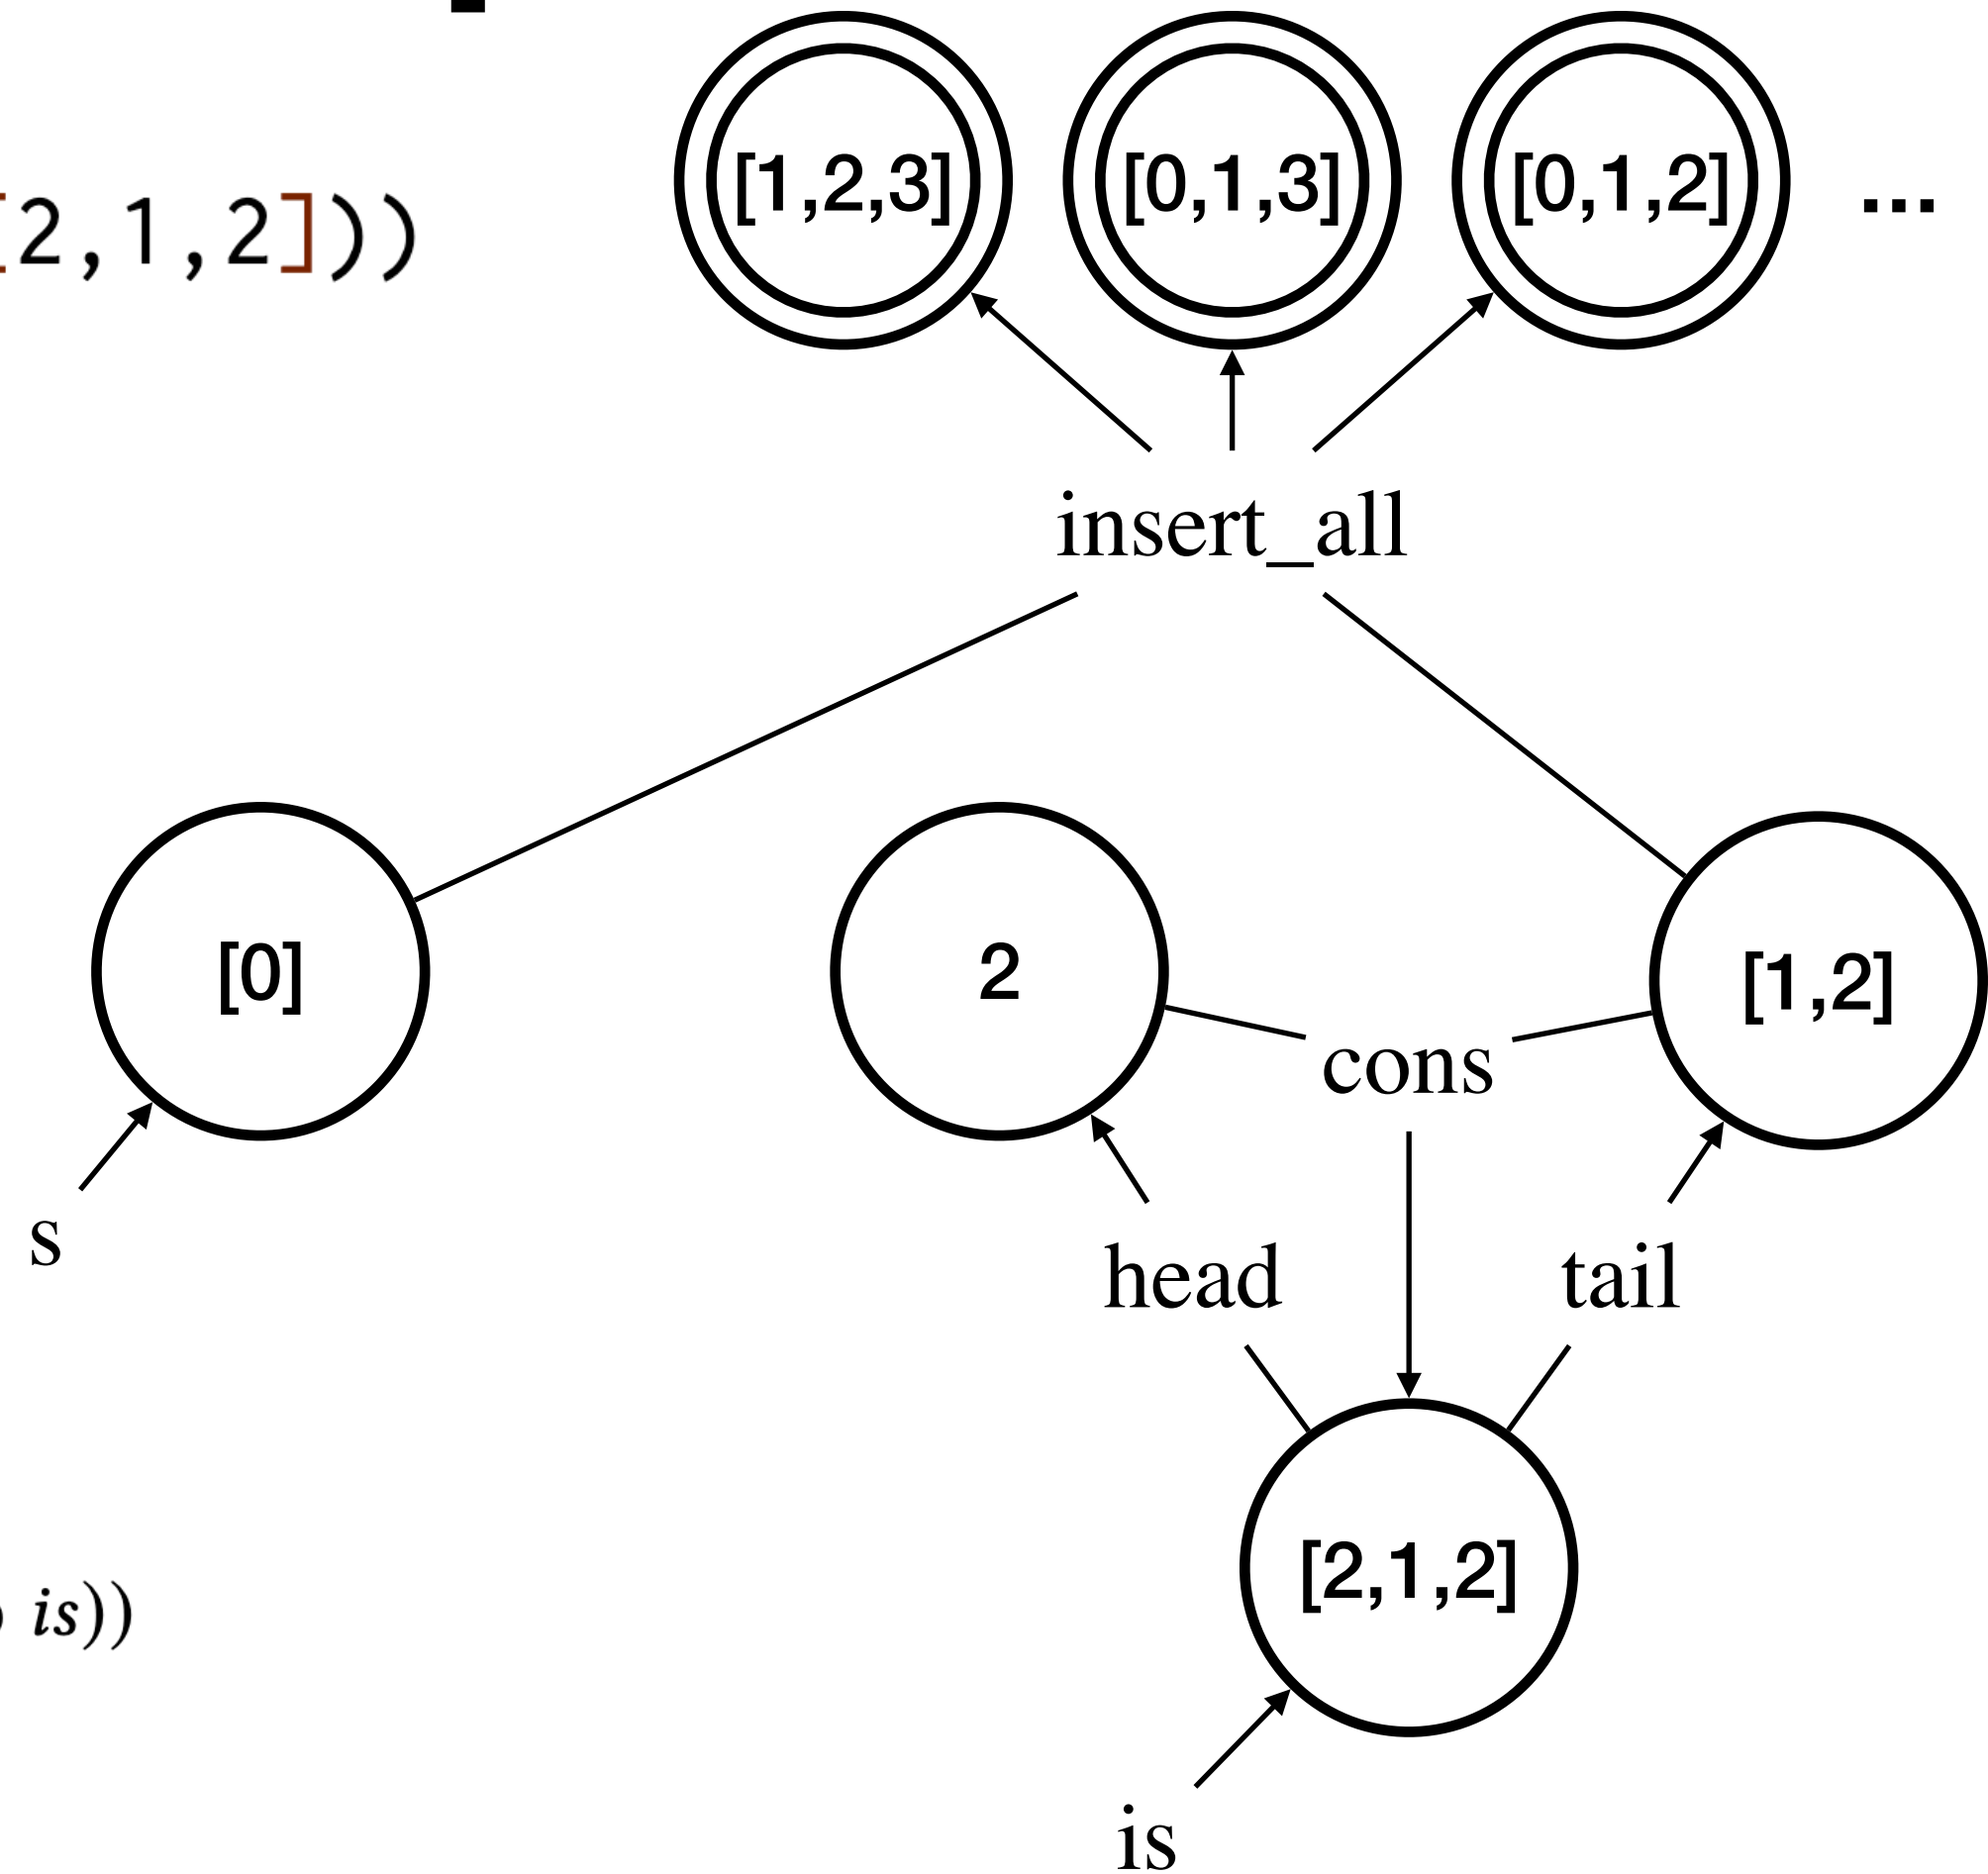 [1,2,3] [0,1,3] [0,1,2] ...
[2,1,2]))
insert_all
[0] 2 [1,2]
cons
s
head tail
[2,1,2]
is))
is